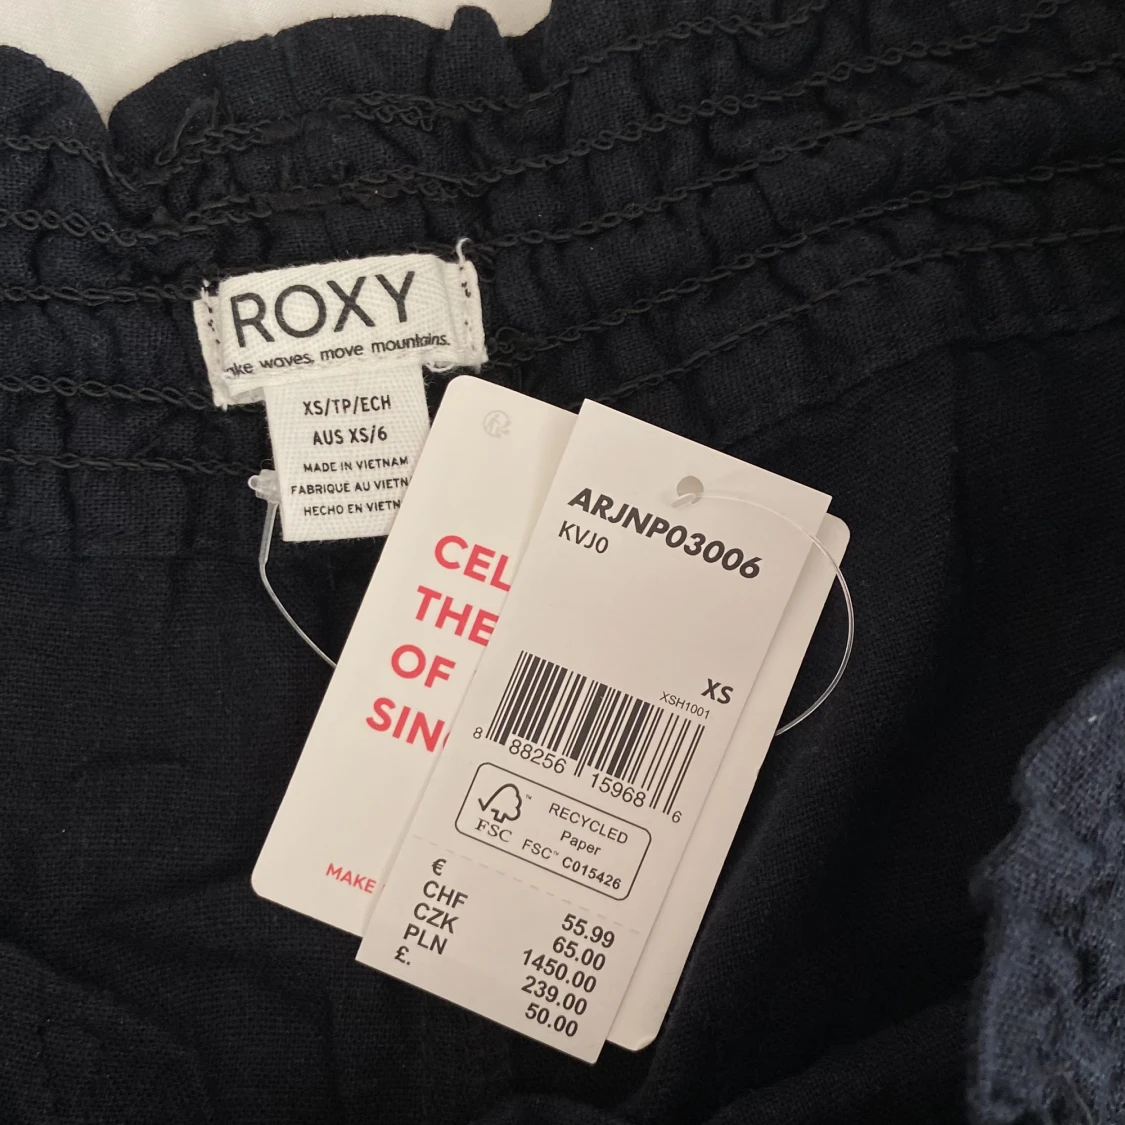 ROXY
ake waves, move mountains.
XS/TP/ECH
AUS XS/6
MADE IN VIETNAM
FABRIQUE AU VIETN
HECHO EN VIETN
CEL
THE
OF
SIN
MAKE
ARJNP03006
KVJ0
XS
XSH1001
8 88256 15968 6
FSC™
RECYCLED
Paper
FSC™ C015426
€ 55.99
CHF 65.00
CZK 1450.00
PLN 239.00
£. 50.00